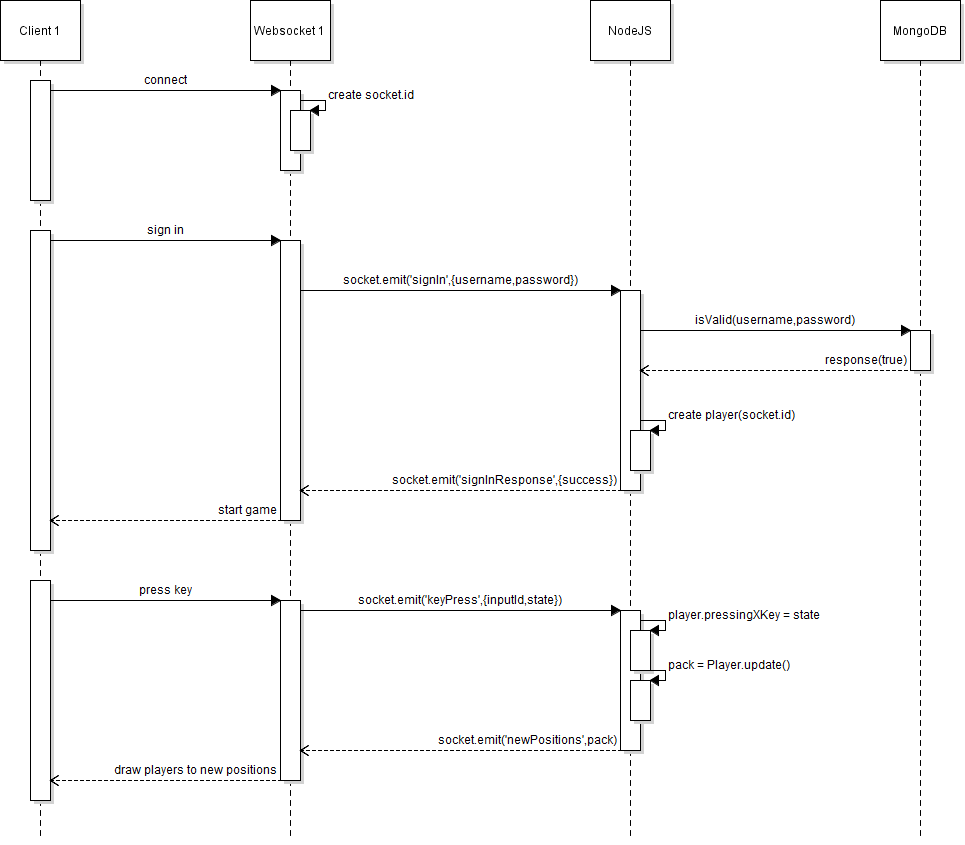 Client 1
Websocket 1
NodeJS
MongoDB
connect
create socket.id
sign in
socket.emit('signIn',{username,password})
isValid(username,password)
response(true)
create player(socket.id)
socket.emit('signInResponse',{success})
start game
press key
socket.emit('keyPress',{inputId,state})
player.pressingXKey = state
pack = Player.update()
socket.emit('newPositions',pack)
draw players to new positions